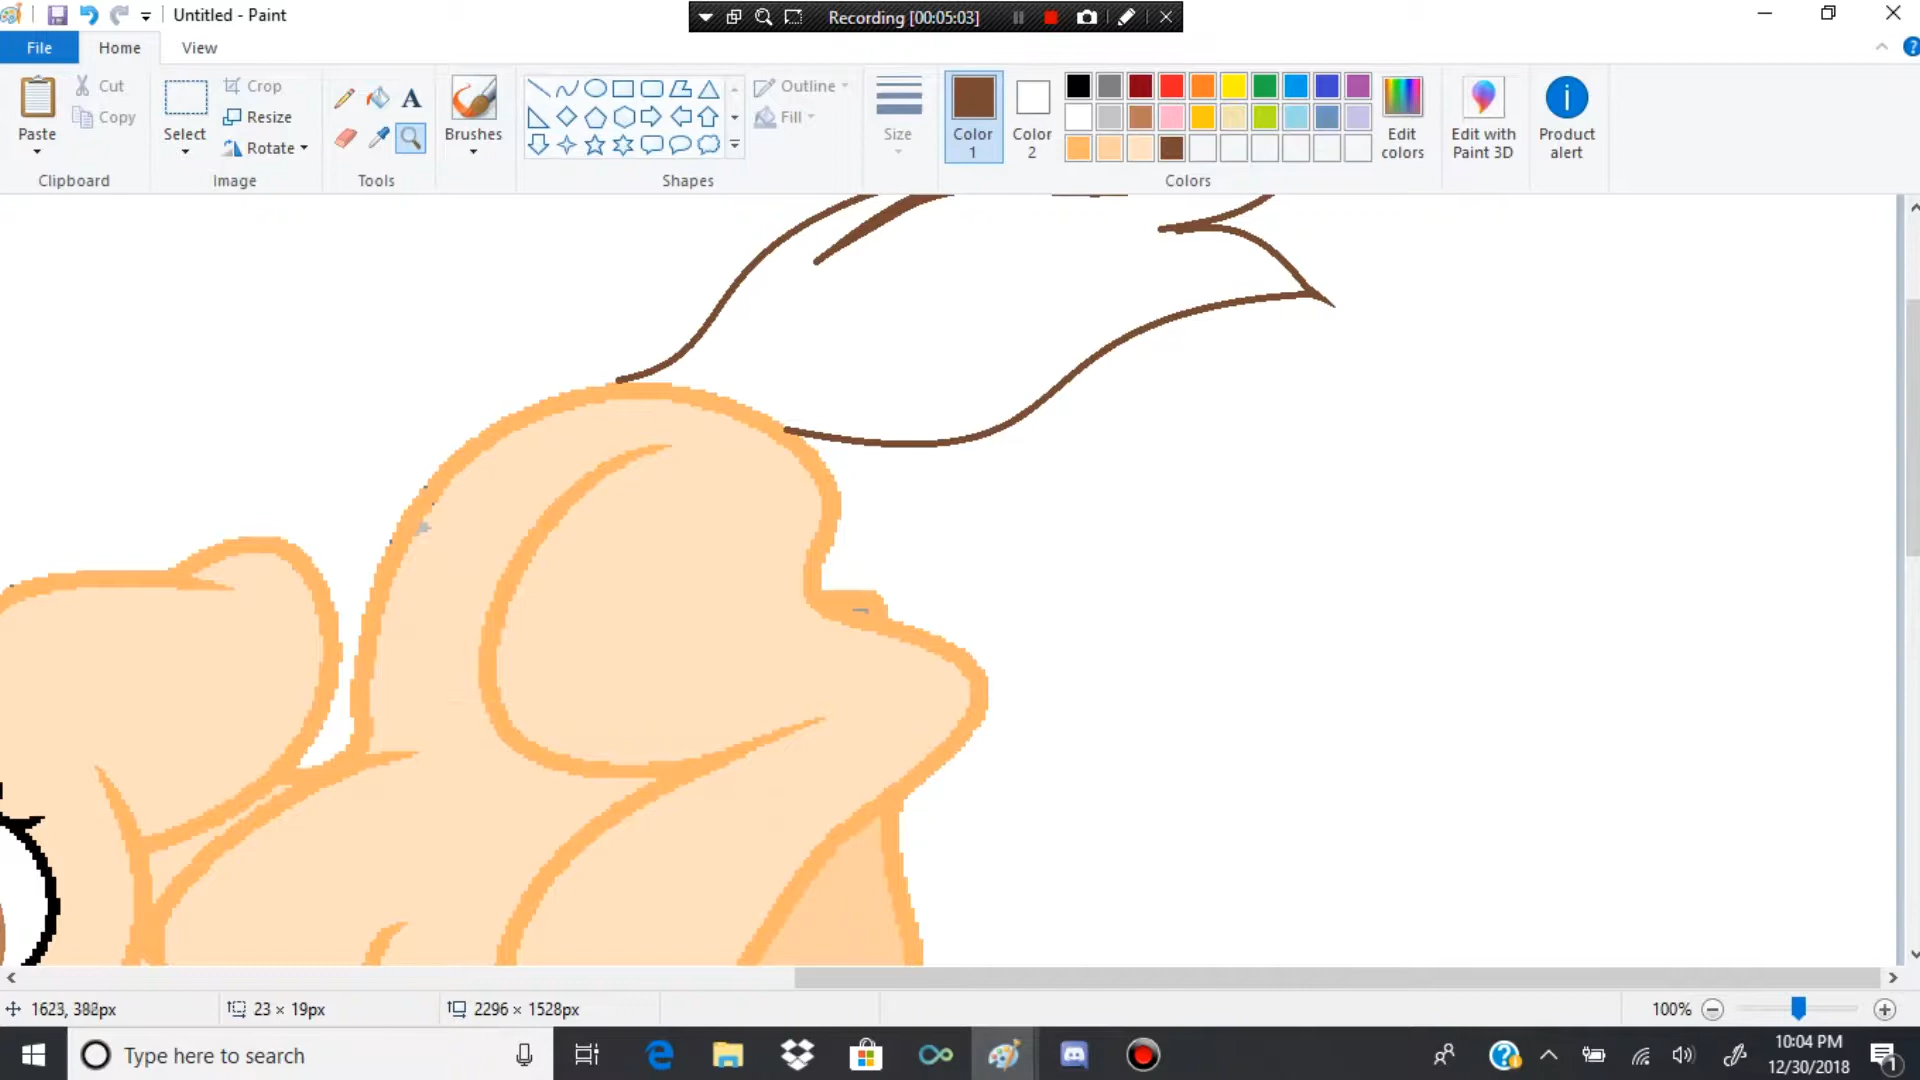 Untitled - Paint
Recording [00:05:03]
File Home View
Cut
Copy
Paste
Clipboard
Select
Crop
Resize
Rotate
Image
A
Tools
Brushes
Shapes
Outline
Fill
Size
Color 1
Color 2
Edit colors
Colors
Edit with Paint 3D
Product alert
23 × 19px
2296 × 1528px
100%
Type here to search
10:04 PM
12/30/2018
1